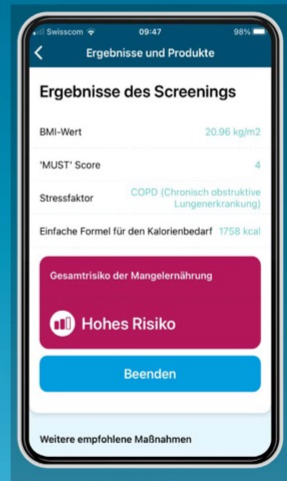 Swisscom 09:47 98%
Ergebnisse und Produkte
Ergebnisse des Screenings
BMI-Wert 20.96 kg/m2
'MUST' Score 4
Stressfaktor COPD (Chronisch obstruktive
Lungenerkrankung)
Einfache Formel für den Kalorienbedarf 1758 kcal
Gesamtrisiko der Mangelernährung
Hohes Risiko
Beenden
Weitere empfohlene Maßnahmen